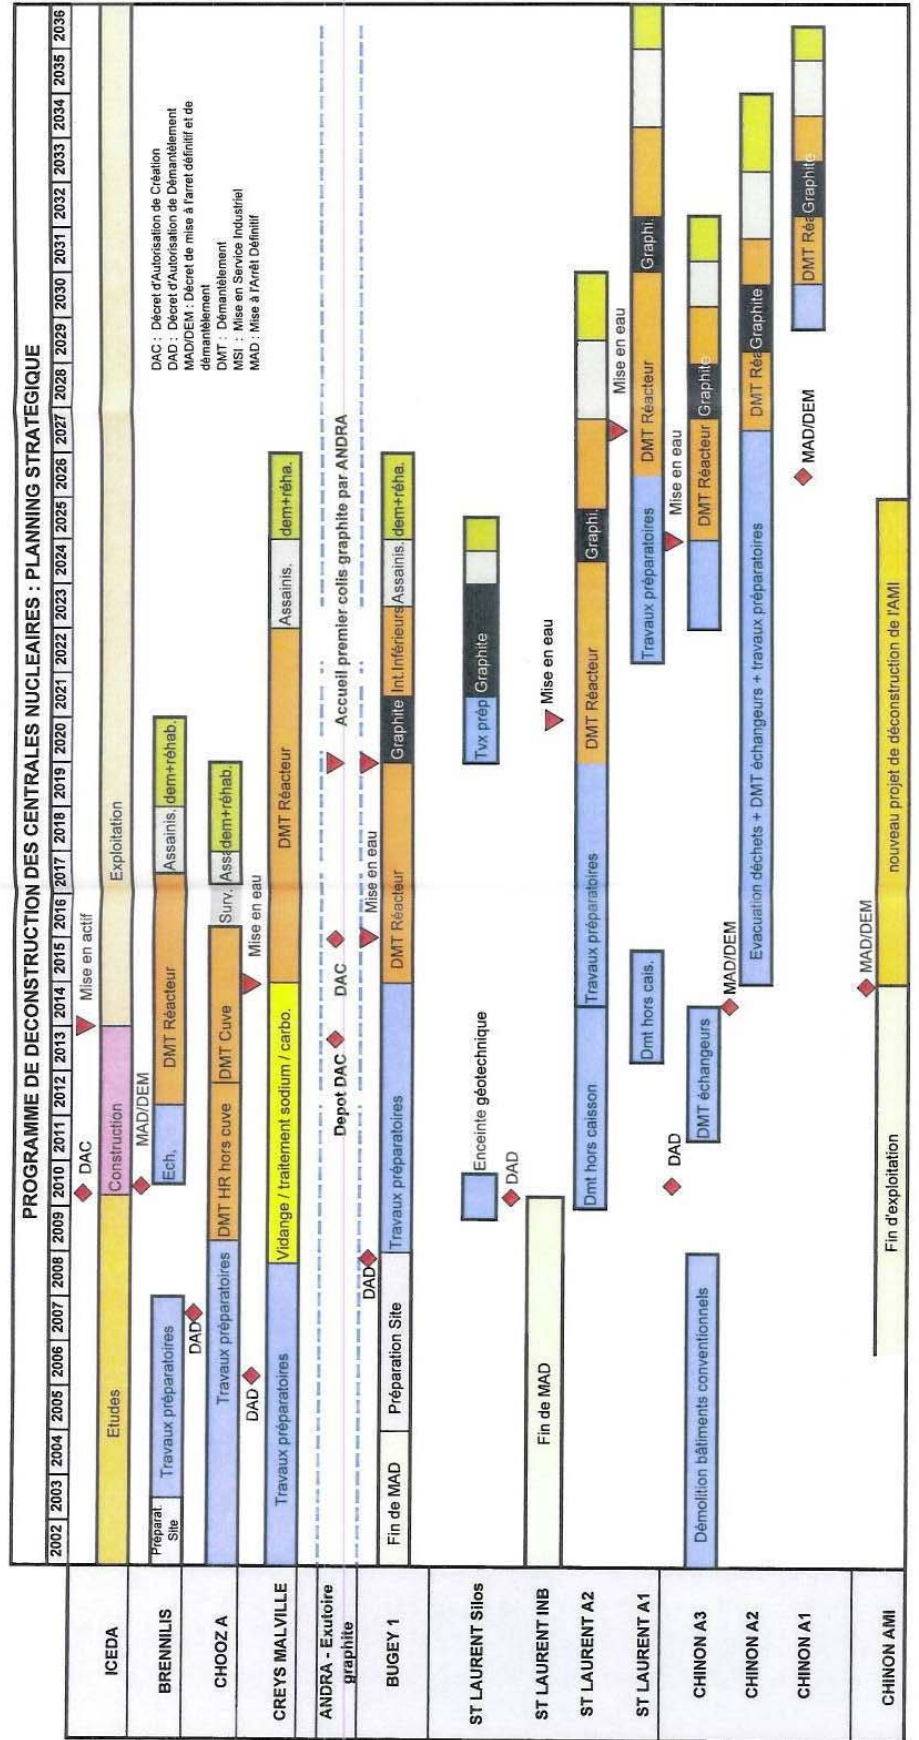 PROGRAMME DE DECONSTRUCTION DES CENTRALES NUCLEAIRES : PLANNING STRATEGIQUE
2002 2003 2004 2005 2006 2007 2008 2009 2010 2011 2012 2013 2014 2015 2016 2017 2018 2019 2020 2021 2022 2023 2024 2025 2026 2027 2028 2029 2030 2031 2032 2033 2034 2035 2036
DAC
Mise en actif
ICEDA
Etudes
Construction
Exploitation
MAD/DEM
BRENNILIS
Préparat.
Site
Travaux préparatoires
Ech,
DMT Réacteur
Assainis.
dem+réhab.
DAD
CHOOZ A
Travaux préparatoires
DMT HR hors cuve
DMT Cuve
Surv.
Assa
dem+réhab.
DAD
Mise en eau
CREYS MALVILLE
Travaux préparatoires
Vidange / traitement sodium / carbo.
DMT Réacteur
Assainis.
dem+réha.
DAC : Décret d'Autorisation de Création
DAD : Décret d'Autorisation de Démantèlement
MAD/DEM : Décret de mise à l'arret définitif et de
démantèlement
DMT : Démantèlement
MSI : Mise en Service Industriel
MAD : Mise à l'Arrêt Définitif
ANDRA - Exutoire
graphite
Depot DAC
DAC
Accueil premier colis graphite par ANDRA
DAD
Mise en eau
BUGEY 1
Fin de MAD
Préparation Site
Travaux préparatoires
DMT Réacteur
Graphite
Int.Inférieurs
Assainis.
dem+réha.
ST LAURENT Silos
Enceinte géotechnique
Tvx prép
Graphite
DAD
ST LAURENT INB
Fin de MAD
Mise en eau
ST LAURENT A2
Dmt hors caisson
Travaux préparatoires
DMT Réacteur
Graphi.
Mise en eau
ST LAURENT A1
Dmt hors cais.
Travaux préparatoires
DMT Réacteur
Graphi.
DAD
Mise en eau
CHINON A3
Démolition bâtiments conventionnels
DMT échangeurs
DMT Réacteur
Graphite
MAD/DEM
CHINON A2
Evacuation déchets + DMT échangeurs + travaux préparatoires
DMT Réa
Graphite
MAD/DEM
CHINON A1
DMT Réa
Graphite
MAD/DEM
CHINON AMI
Fin d'exploitation
nouveau projet de déconstruction de l'AMI